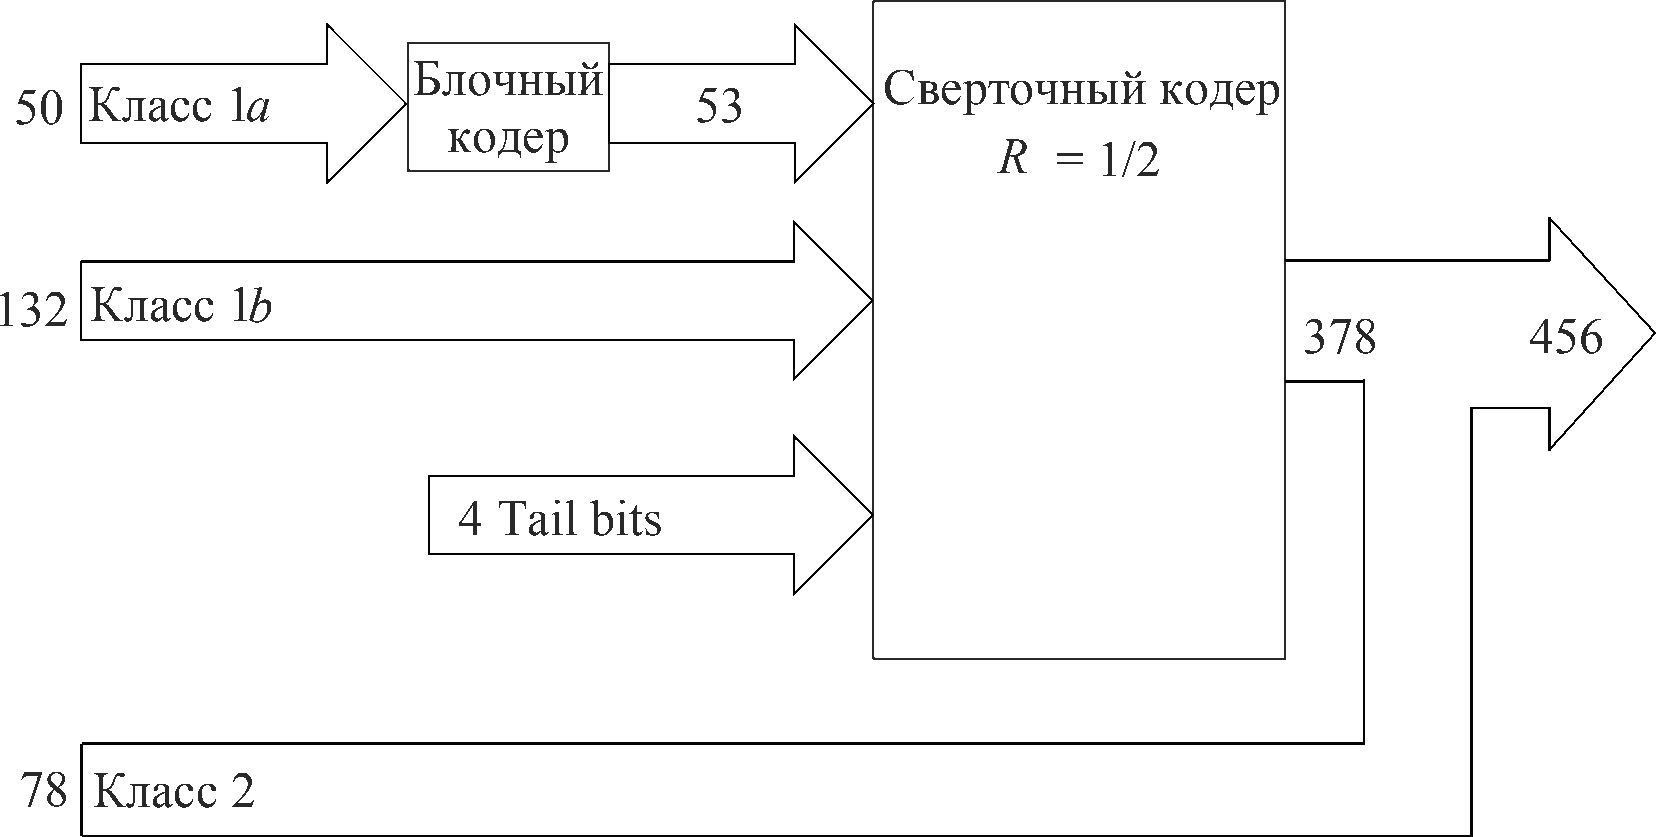 50 Класс 1a
Блочный
кодер
53
Сверточный кодер
R = 1/2
132 Класс 1b
378
456
4 Tail bits
78 Класс 2